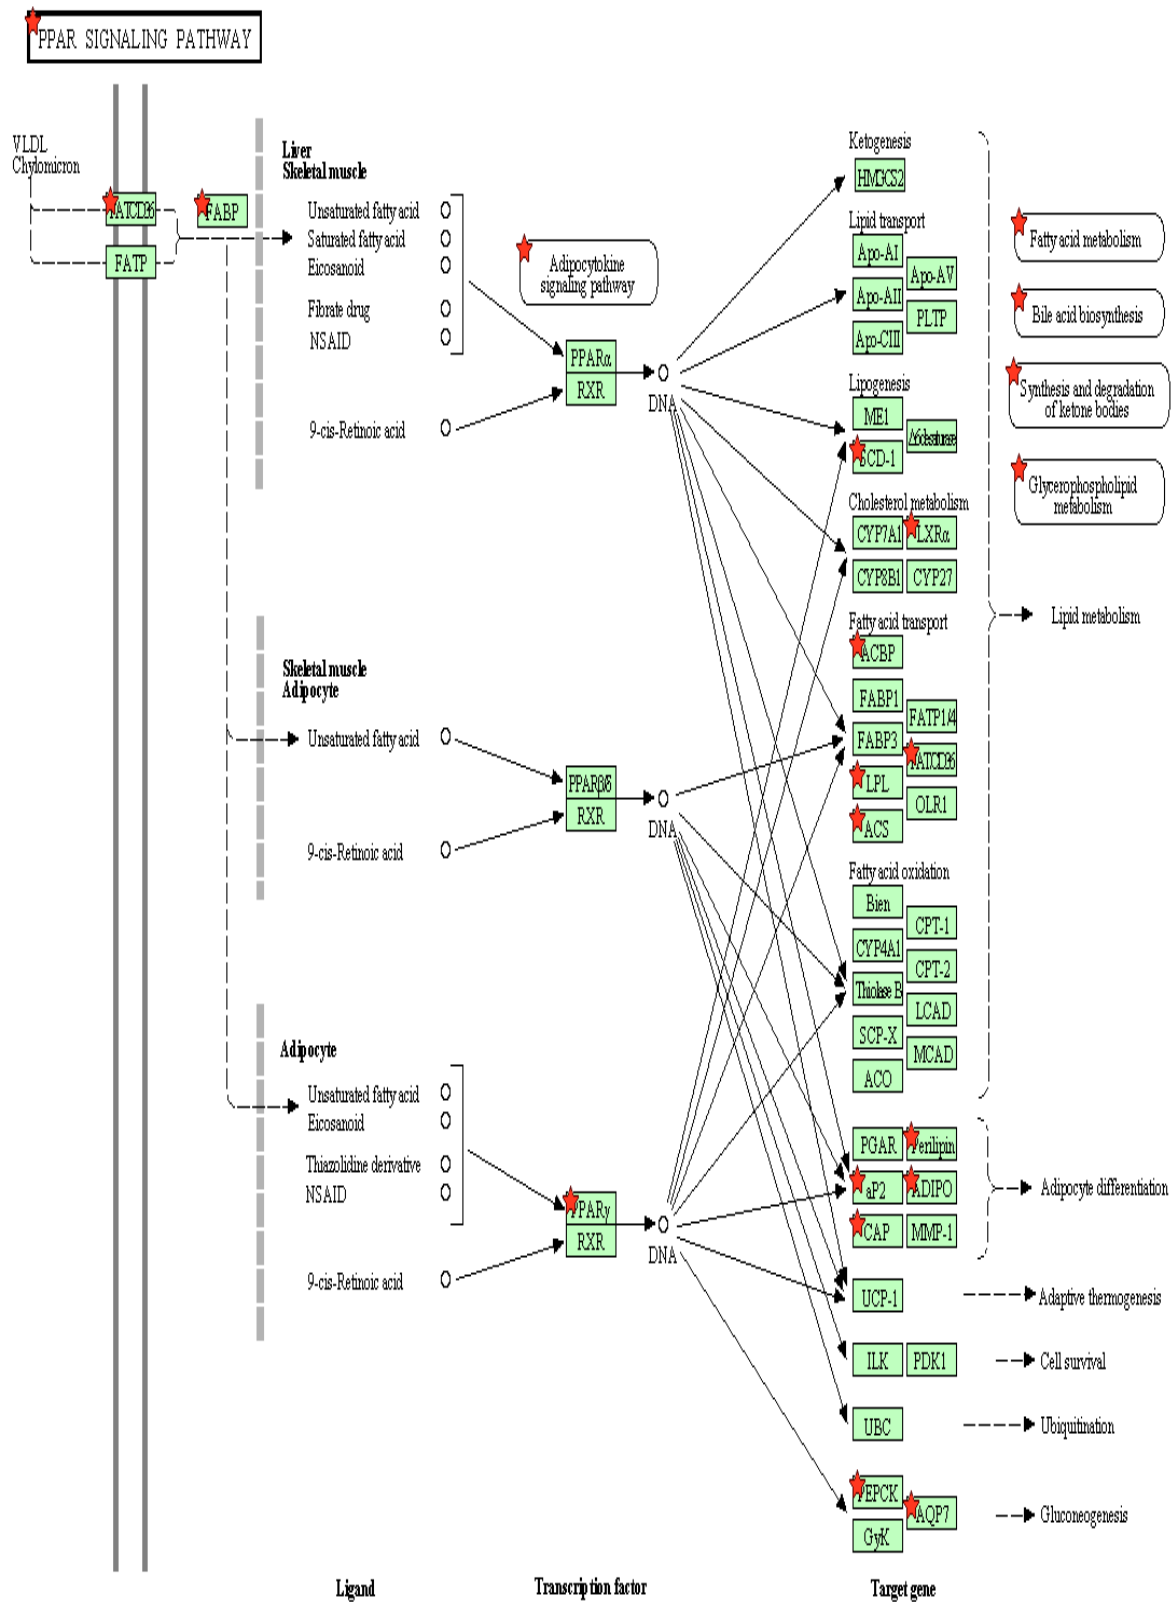 PPAR SIGNALING PATHWAY
VLDL
Chylomicron
FATP
FABP
Liver
Skeletal muscle
Unsaturated fatty acid
Saturated fatty acid
Eicosanoid
Fibrate drug
NSAID
9-cis-Retinoic acid
Adipocytokine
signaling pathway
PPARα
RXR
DNA
Skeletal muscle
Adipocyte
Unsaturated fatty acid
9-cis-Retinoic acid
PPARβ/δ
RXR
DNA
Adipocyte
Unsaturated fatty acid
Eicosanoid
Thiazolidine derivative
NSAID
9-cis-Retinoic acid
PPARγ
RXR
DNA
Ketogenesis
HMGCS2
Lipid transport
Apo-AI
Apo-AV
Apo-AII
PLTP
Apo-CIII
Lipogenesis
ME1
Δ6desaturase
SCD-1
Cholesterol metabolism
CYP7A1
LXRα
CYP8B1
CYP27
Fatty acid transport
ACBP
FABP1
FATP1/4
FABP3
LPL
OLR1
ACS
Fatty acid oxidation
Bien
CPT-1
CYP4A1
CPT-2
Thiolase B
LCAD
SCP-X
MCAD
ACO
PGAR
Perilipin
aP2
ADIPO
CAP
MMP-1
UCP-1
ILK
PDK1
UBC
PEPCK
AQP7
GyK
Fatty acid metabolism
Bile acid biosynthesis
Synthesis and degradation
of ketone bodies
Glycerophospholipid
metabolism
Lipid metabolism
Adipocyte differentiation
Adaptive thermogenesis
Cell survival
Ubiquitination
Gluconeogenesis
Ligand
Transcription factor
Target gene